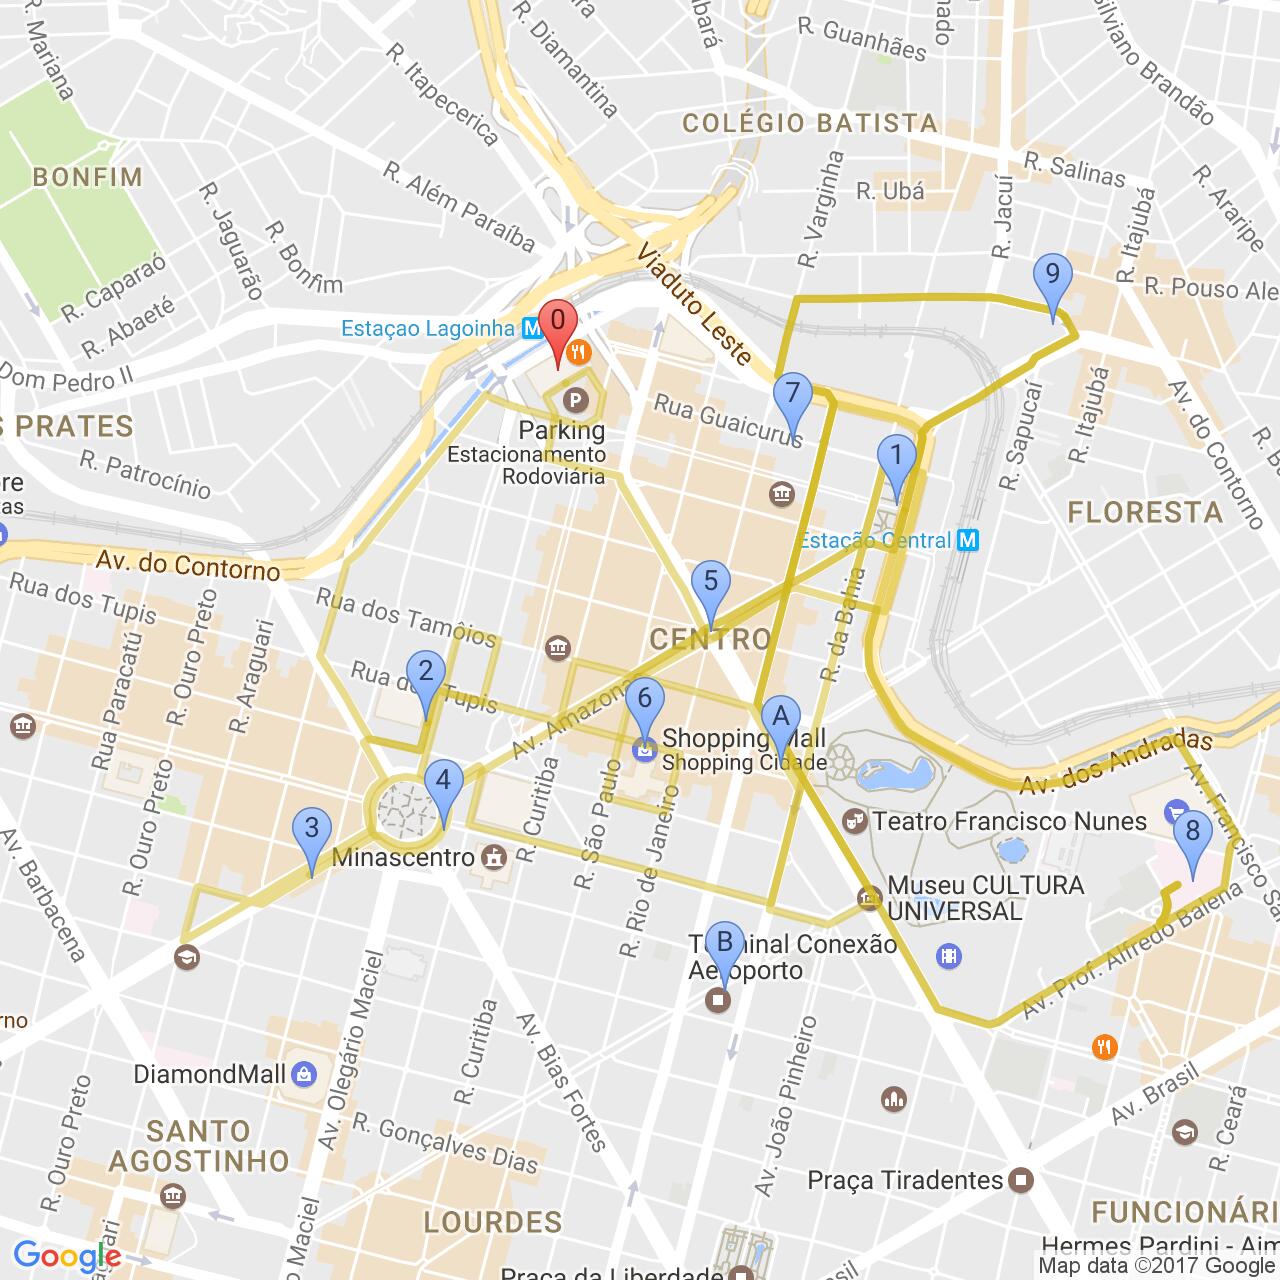 R. Mariana
R. Diamantina
R. Guanhães
Silviano Brandão
R. Itapecerica
COLÉGIO BATISTA
R. Salinas
BONFIM
R. Além Paraíba
R. Varginha
R. Ubá
R. Jacuí
R. Itajubá
R. Araripe
R. Jaguarão
R. Bonfim
R. Caparaó
R. Abaeté
Viaduto Leste
9
R. Pouso Ale
Estaçao Lagoinha
M
0
Dom Pedro II
P
Parking
Estacionamento
Rodoviária
Rua Guaicurus
7
R. Sapucaí
R. Itajubá
Av. do Contorno
S PRATES
R. Patrocínio
1
FLORESTA
Estação Central
M
Av. do Contorno
Rua dos Tupis
Rua dos Tamôios
R. Ouro Preto
R. Araguari
Rua Paracatú
5
CENTRO
R. da Bahia
2
Rua dos Tupis
Av. Amazonas
6
A
Shopping Mall
Shopping Cidade
Av. dos Andradas
4
R. Curitiba
R. São Paulo
R. Rio de Janeiro
3
Minascentro
R. Ouro Preto
Teatro Francisco Nunes
8
Av. Francisco Sa
Av. Barbacena
Museu CULTURA
UNIVERSAL
Av. Prof. Alfredo Balena
B
Terminal Conexão
Aeroporto
rno
Av. Olegário Maciel
R. Curitiba
Av. Bias Fortes
Av. João Pinheiro
DiamondMall
R. Ouro Preto
R. Gonçalves Dias
Av. Brasil
R. Ceará
SANTO
AGOSTINHO
Praça Tiradentes
LOURDES
FUNCIONÁRI
Hermes Pardini - Aim
Praça da Liberdade
Google
Map data ©2017 Google